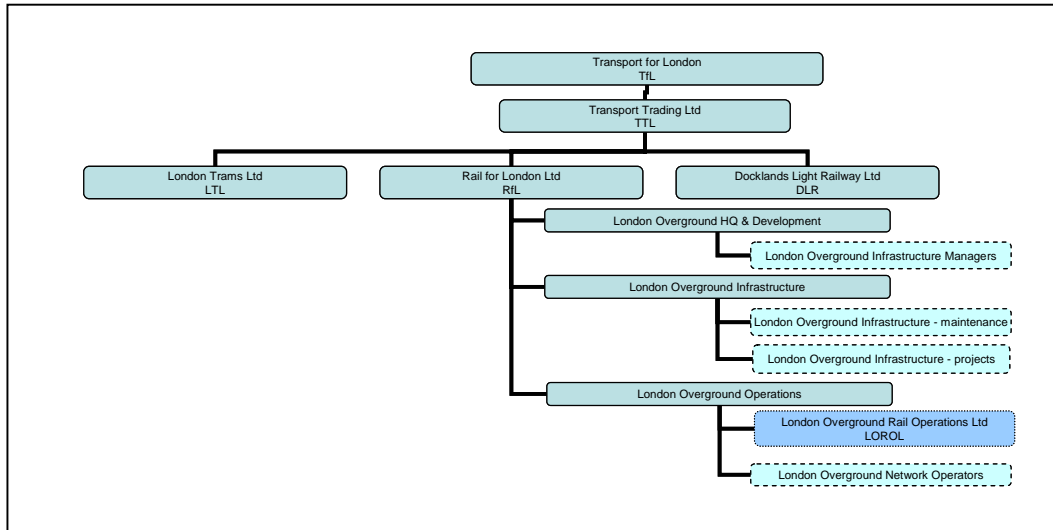 Transport for London
TfL
Transport Trading Ltd
TTL
London Trams Ltd
LTL
Rail for London Ltd
RfL
Docklands Light Railway Ltd
DLR
London Overground HQ & Development
London Overground Infrastructure Managers
London Overground Infrastructure
London Overground Infrastructure - maintenance
London Overground Infrastructure - projects
London Overground Operations
London Overground Rail Operations Ltd
LOROL
London Overground Network Operators